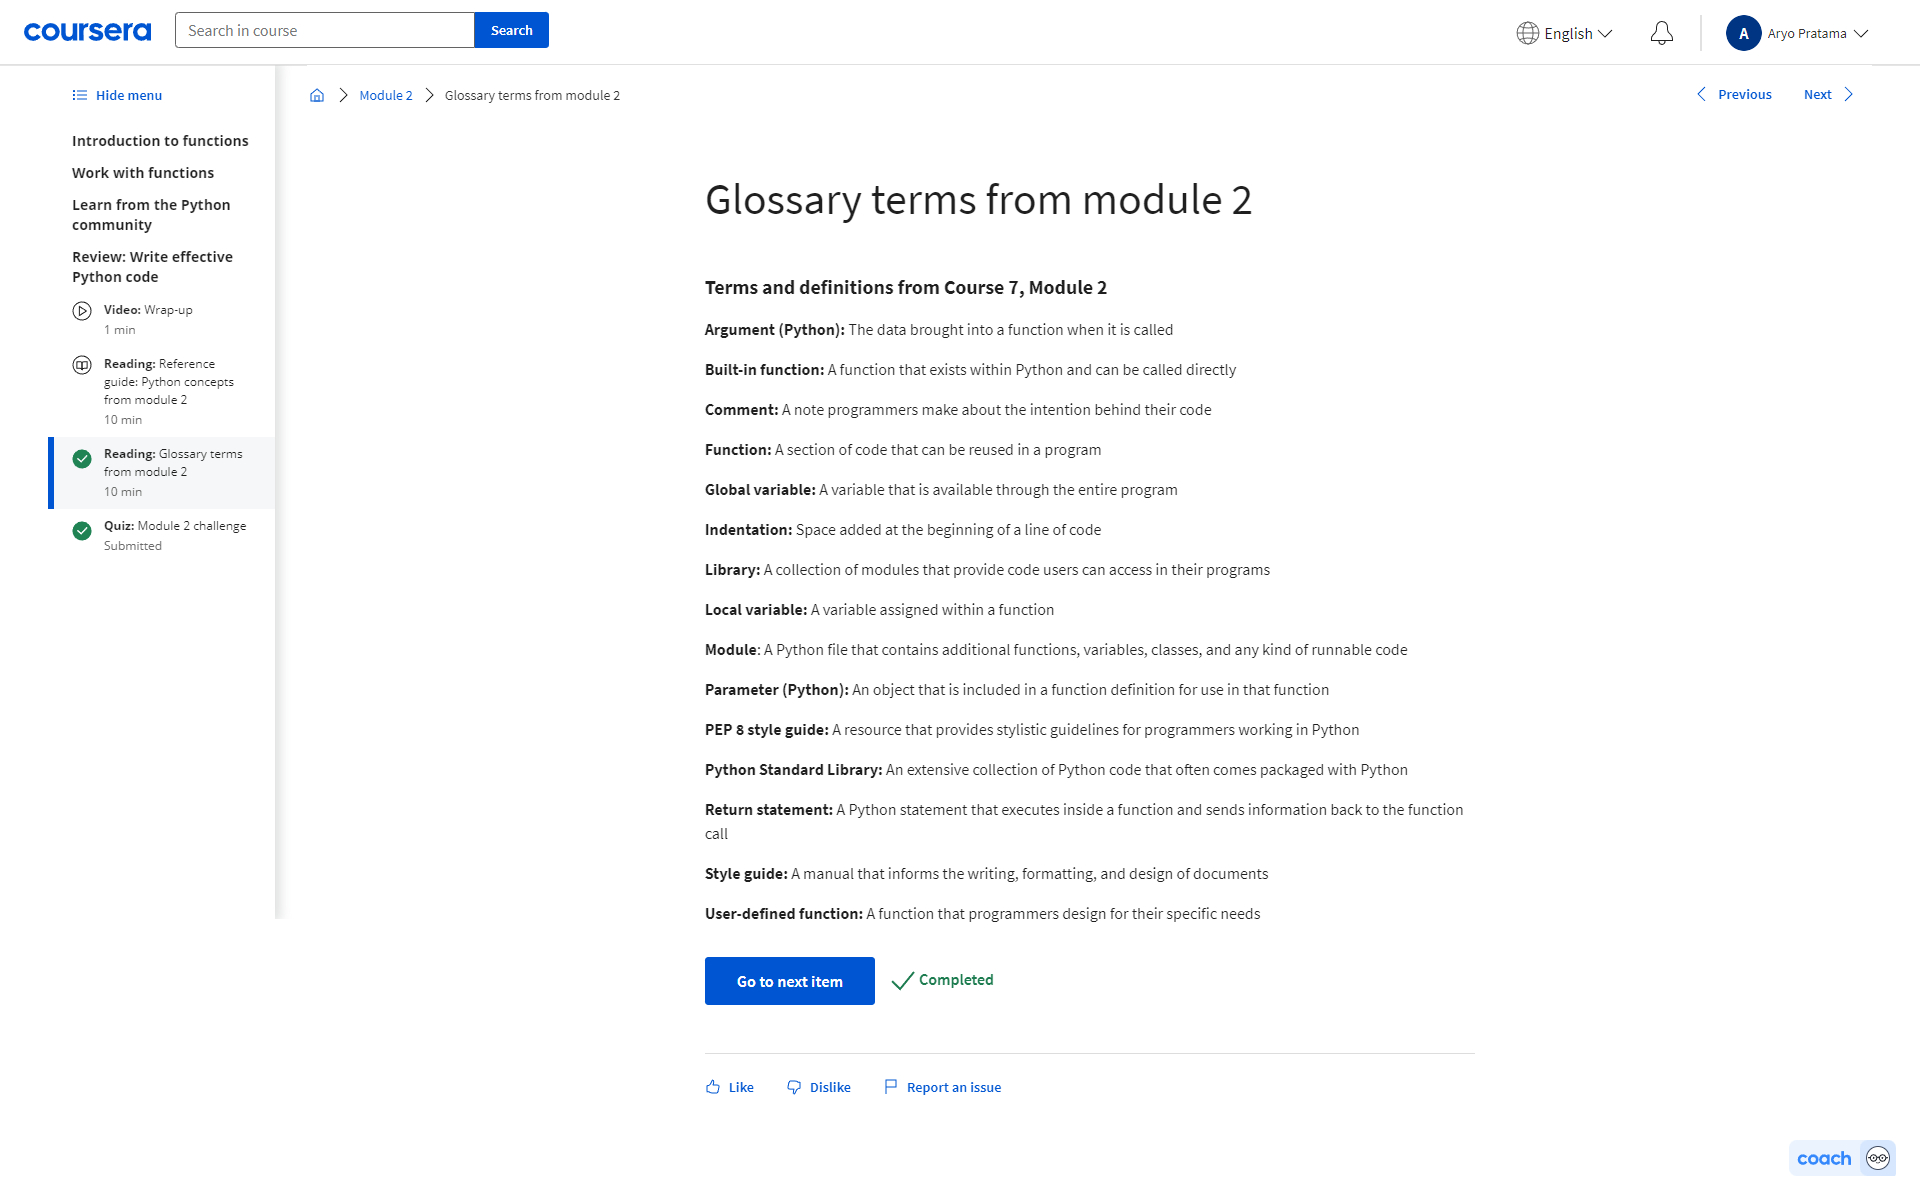 coursera
Search in course
Search
English
A
Aryo Pratama
Hide menu
Module 2
Glossary terms from module 2
Previous
Next
Introduction to functions
Work with functions
Learn from the Python
community
Review: Write effective
Python code
Video: Wrap-up
1 min
Reading: Reference
guide: Python concepts
from module 2
10 min
Reading: Glossary terms
from module 2
10 min
Quiz: Module 2 challenge
Submitted
Glossary terms from module 2
Terms and definitions from Course 7, Module 2
Argument (Python): The data brought into a function when it is called
Built-in function: A function that exists within Python and can be called directly
Comment: A note programmers make about the intention behind their code
Function: A section of code that can be reused in a program
Global variable: A variable that is available through the entire program
Indentation: Space added at the beginning of a line of code
Library: A collection of modules that provide code users can access in their programs
Local variable: A variable assigned within a function
Module: A Python file that contains additional functions, variables, classes, and any kind of runnable code
Parameter (Python): An object that is included in a function definition for use in that function
PEP 8 style guide: A resource that provides stylistic guidelines for programmers working in Python
Python Standard Library: An extensive collection of Python code that often comes packaged with Python
Return statement: A Python statement that executes inside a function and sends information back to the function
call
Style guide: A manual that informs the writing, formatting, and design of documents
User-defined function: A function that programmers design for their specific needs
Go to next item
Completed
Like
Dislike
Report an issue
coach